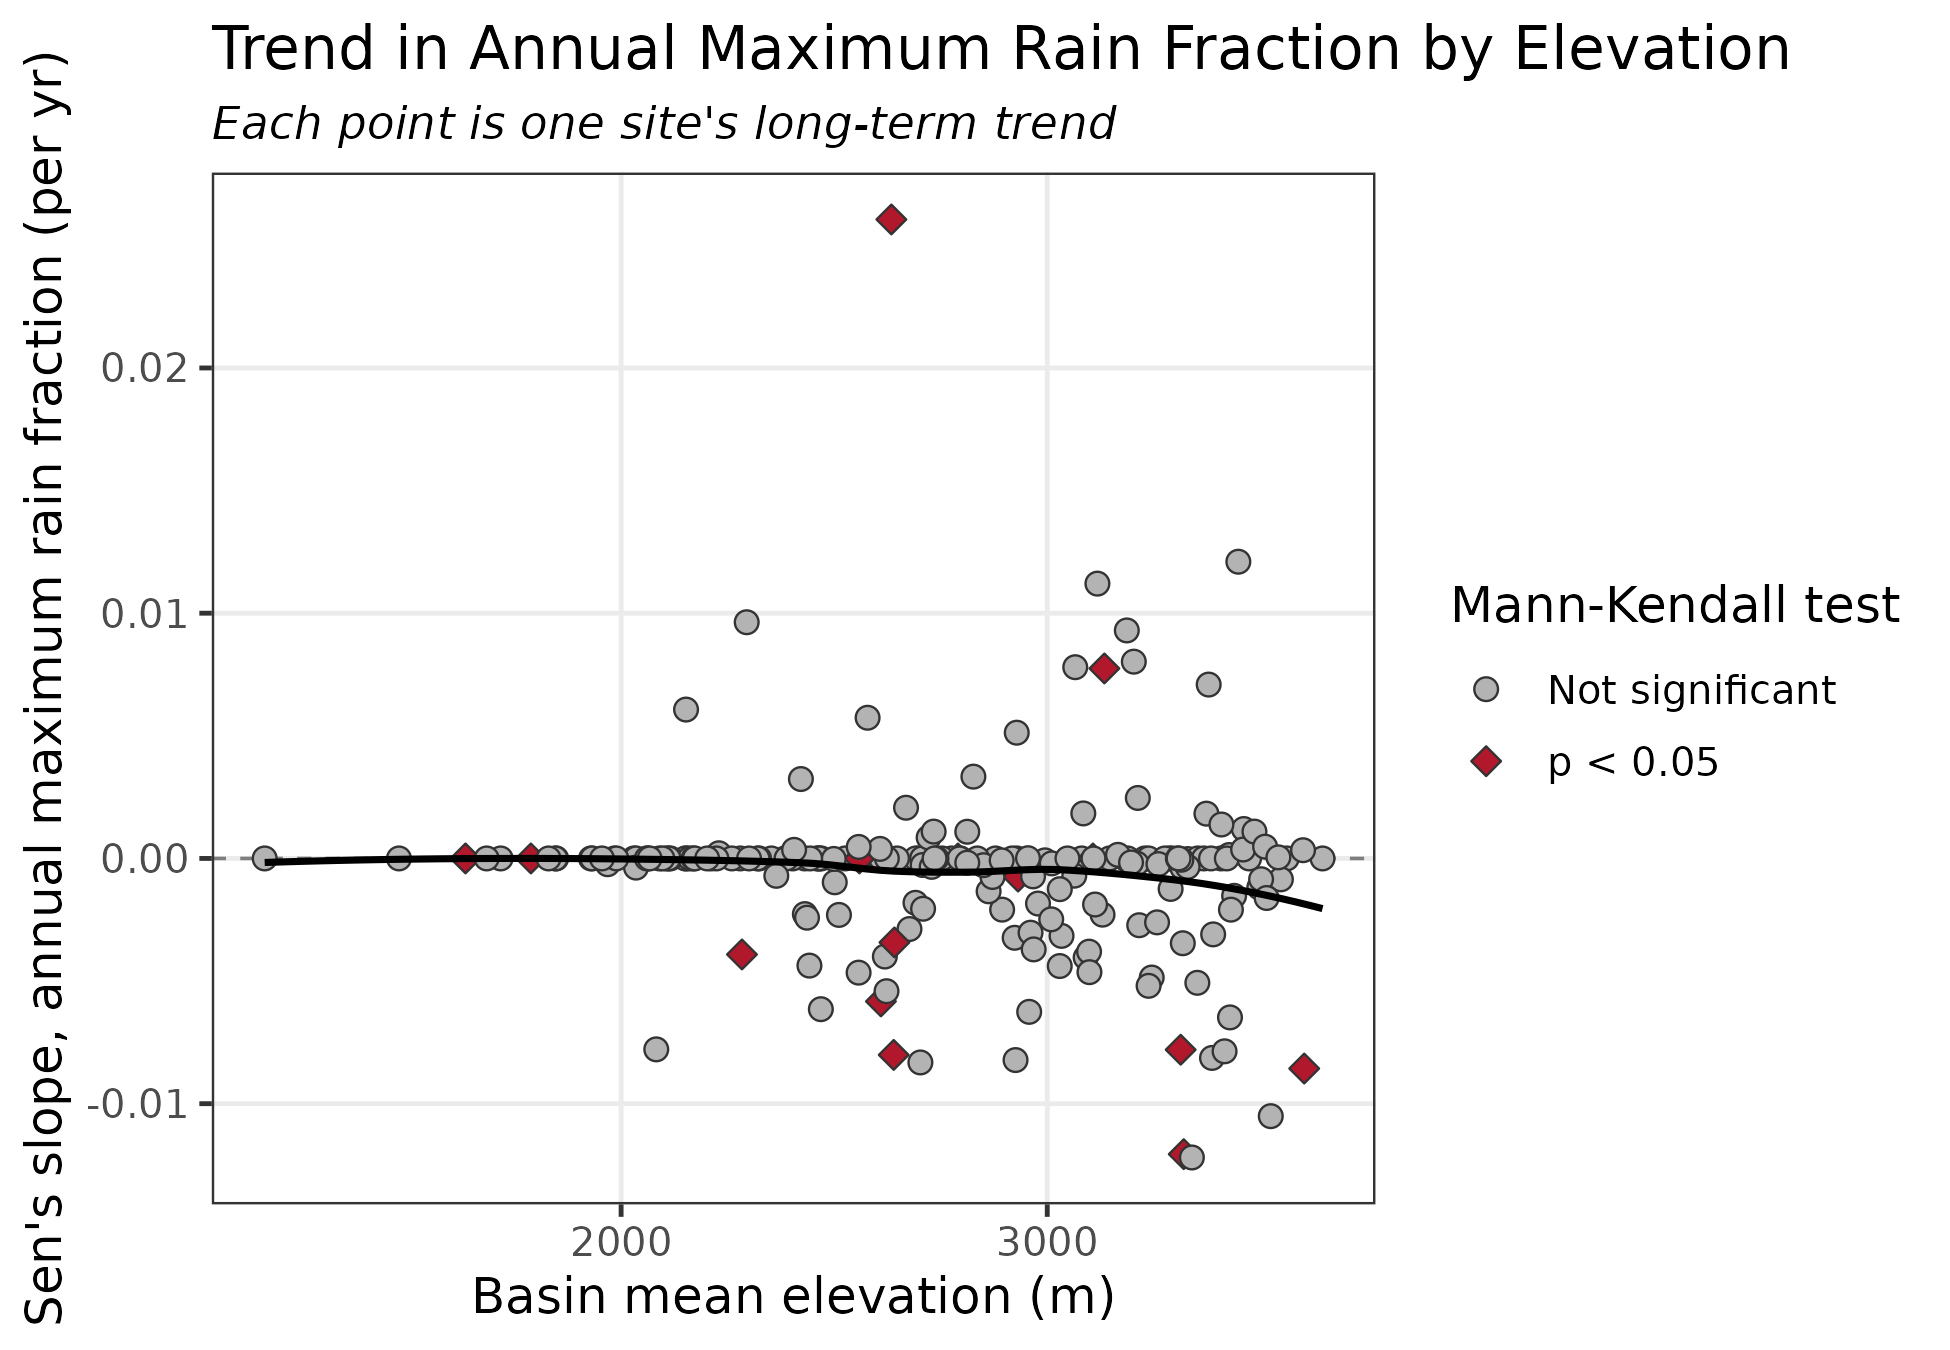 Trend in Annual Maximum Rain Fraction by Elevation
Each point is one site's long-term trend
Sen's slope, annual maximum rain fraction (per yr)
0.02
0.01
0.00
-0.01
2000
3000
Basin mean elevation (m)
Mann-Kendall test
Not significant
p < 0.05